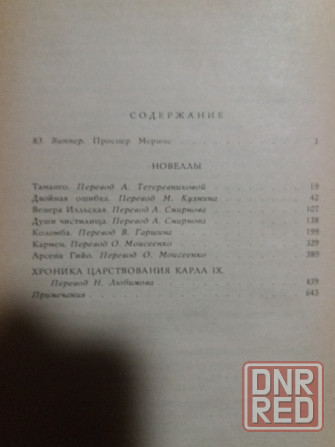 СОДЕРЖАНИЕ
Ю. Виппер. Проспер Мериме 3
НОВЕЛЛЫ
Таманго. Перевод А. Тетеревниковой 19
Двойная ошибка. Перевод М. Кузмина 42
Венера Илльская. Перевод А. Смирнова 107
Души чистилища. Перевод А. Смирнова 138
Коломба. Перевод В. Гаршина 199
Кармен. Перевод О. Моисеенко 329
Арсена Гийо. Перевод О. Моисеенко 389
ХРОНИКА ЦАРСТВОВАНИЯ КАРЛА IX.
Перевод Н. Любимова 439
Примечания 643
DNR
RED